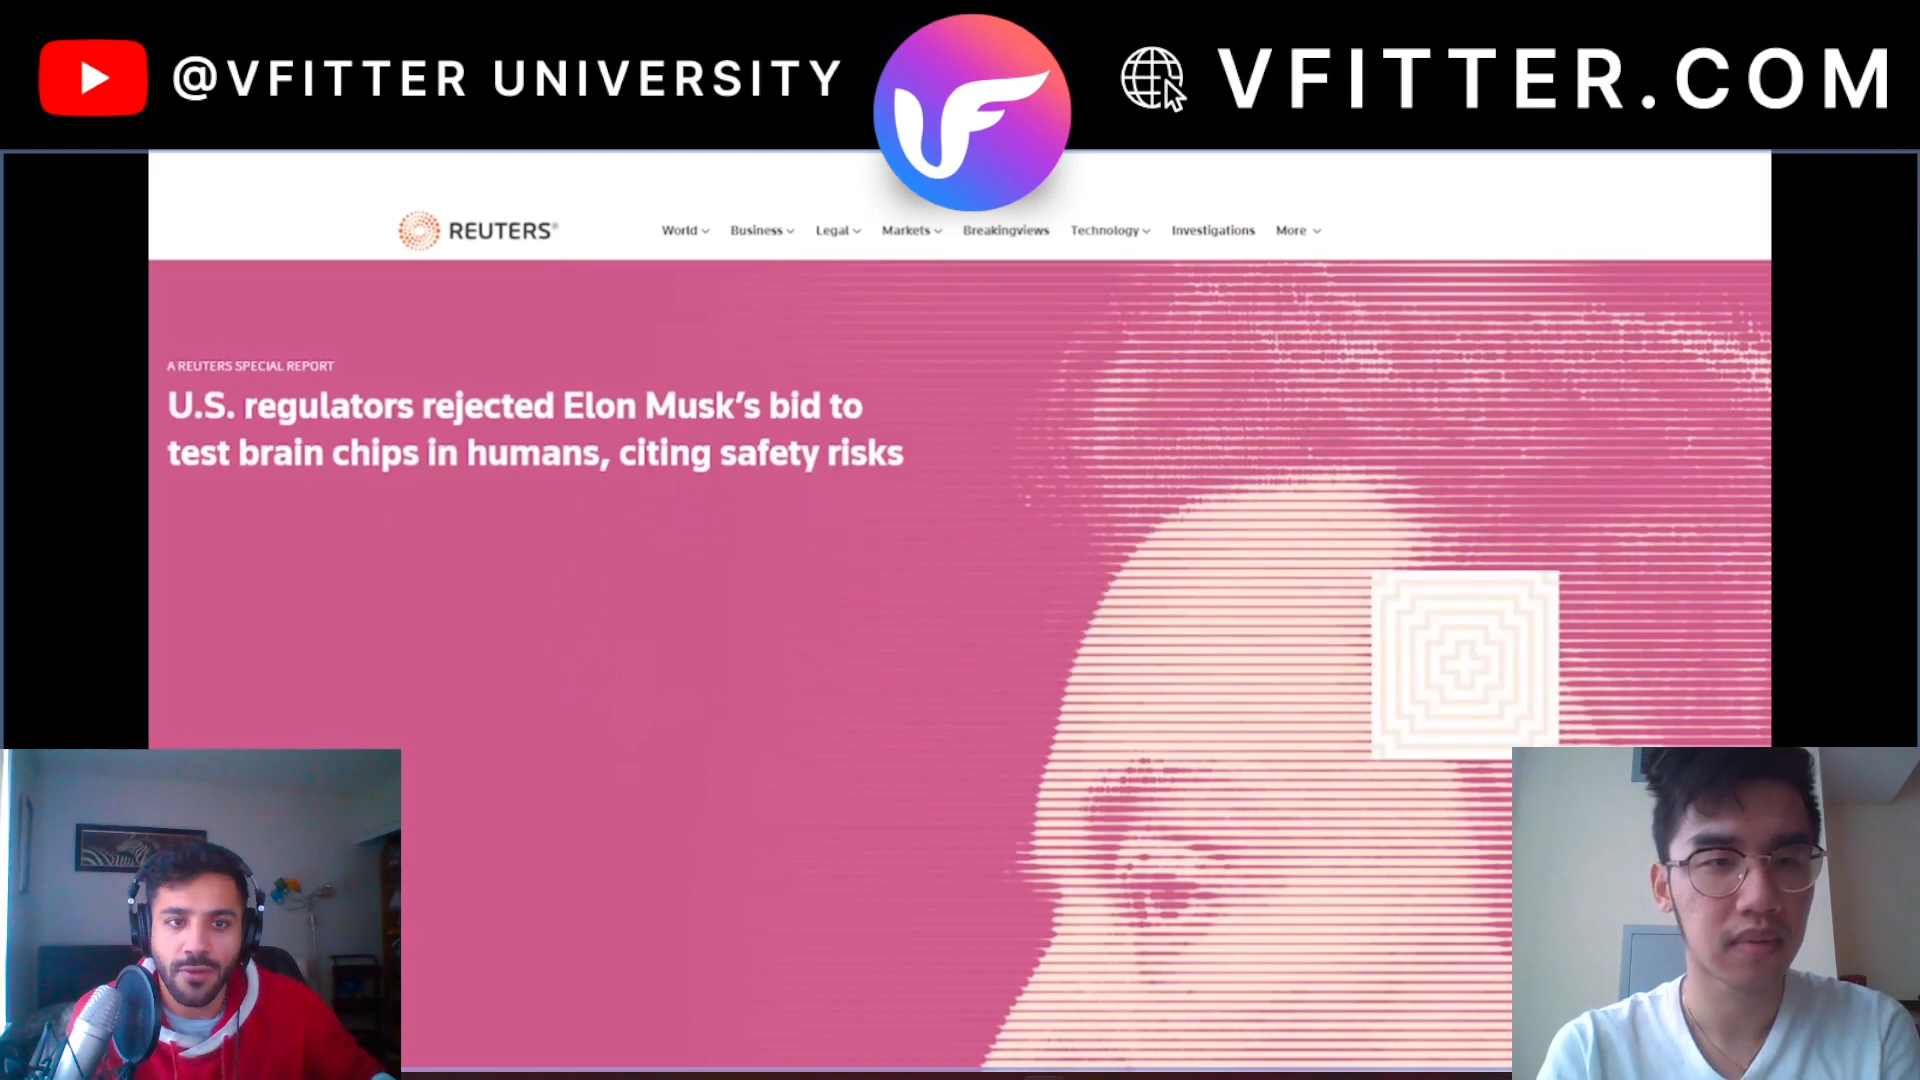 @VFITTER UNIVERSITY
VF
VFITTER.COM
REUTERS®
World
Business
Legal
Markets
Breakingviews
Technology
Investigations
More
A REUTERS SPECIAL REPORT
U.S. regulators rejected Elon Musk’s bid to
test brain chips in humans, citing safety risks